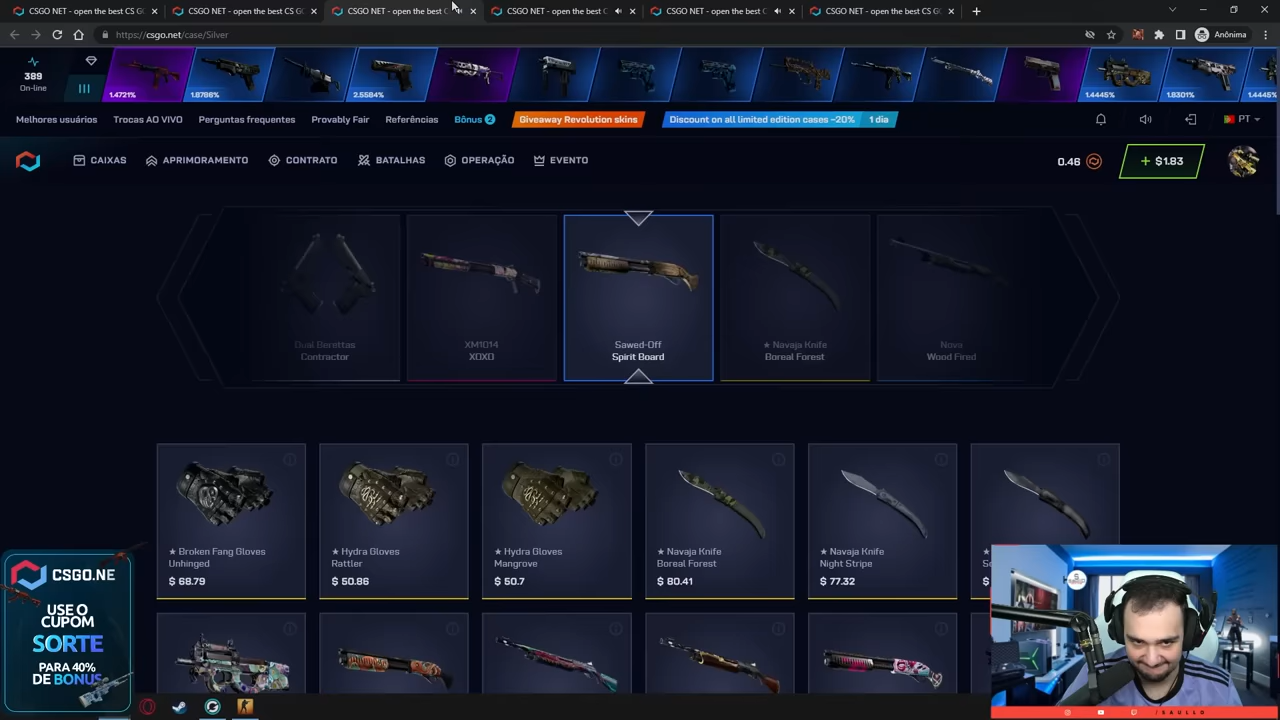 CSGO NET - open the best CS GO
CSGO NET - open the best CS GO
CSGO NET - open the best C
CSGO NET - open the best C
CSGO NET - open the best C
CSGO NET - open the best CS GO
https://csgo.net/case/Silver
Anônima
389
On-line
1.4721%
1.8786%
2.5584%
1.4445%
1.8301%
1.4445%
Melhores usuários
Trocas AO VIVO
Perguntas frequentes
Provably Fair
Referências
Bônus 2
Giveaway Revolution skins
Discount on all limited edition cases ~20%
1 dia
PT
CAIXAS
APRIMORAMENTO
CONTRATO
BATALHAS
OPERAÇÃO
EVENTO
0.46
+ $1.83
Dual Berettas
Contractor
XM1014
XOXO
Sawed-Off
Spirit Board
★ Navaja Knife
Boreal Forest
Nova
Wood Fired
★ Broken Fang Gloves
Unhinged
$ 68.79
★ Hydra Gloves
Rattler
$ 50.86
★ Hydra Gloves
Mangrove
$ 50.7
★ Navaja Knife
Boreal Forest
$ 80.41
★ Navaja Knife
Night Stripe
$ 77.32
CSGO.NE
USE O
CUPOM
SORTE
PARA 40%
DE BONUS
/SAULLO